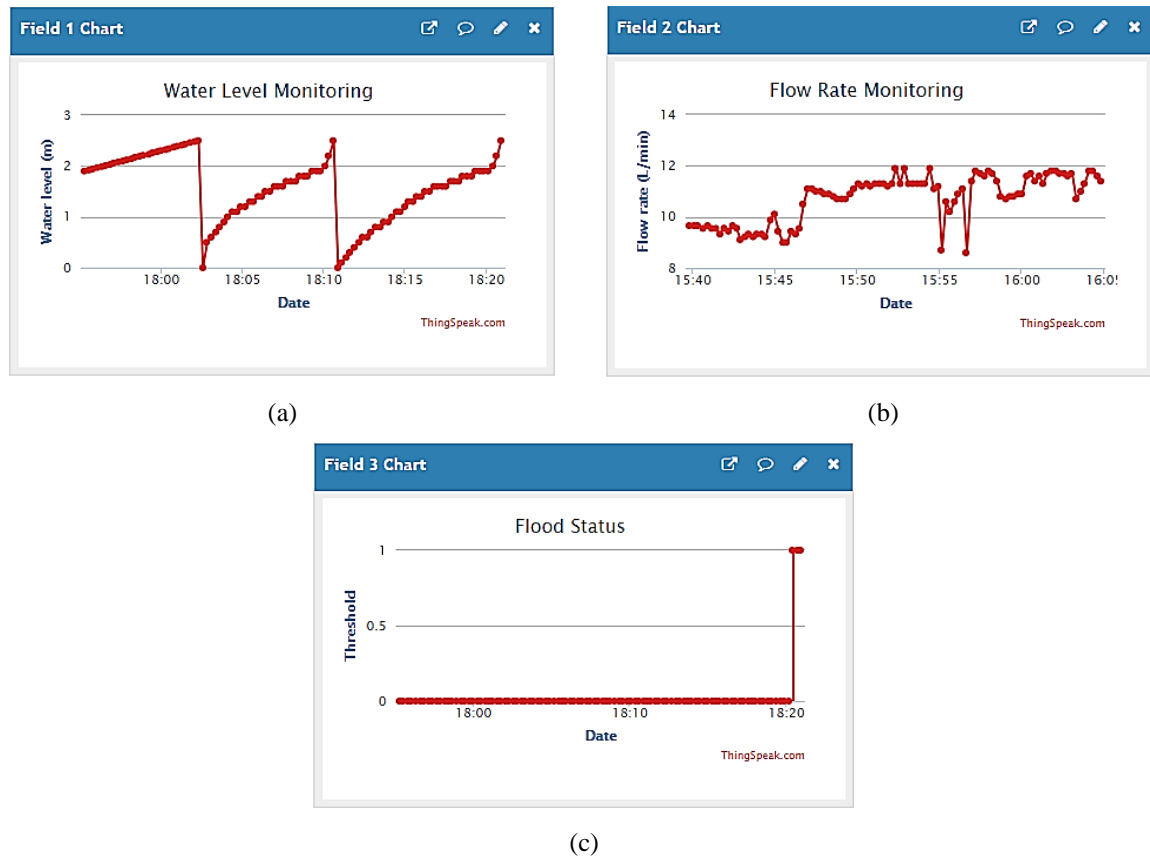 Field 1 Chart
Water Level Monitoring
Water level (m)
3
2
1
0
18:00 18:05 18:10 18:15 18:20
Date
ThingSpeak.com
(a)
Field 2 Chart
Flow Rate Monitoring
Flow rate (L/min)
14
12
10
8
15:40 15:45 15:50 15:55 16:00
Date
ThingSpeak.com
(b)
Field 3 Chart
Flood Status
Threshold
1
0.5
0
18:00 18:10 18:20
Date
ThingSpeak.com
(c)